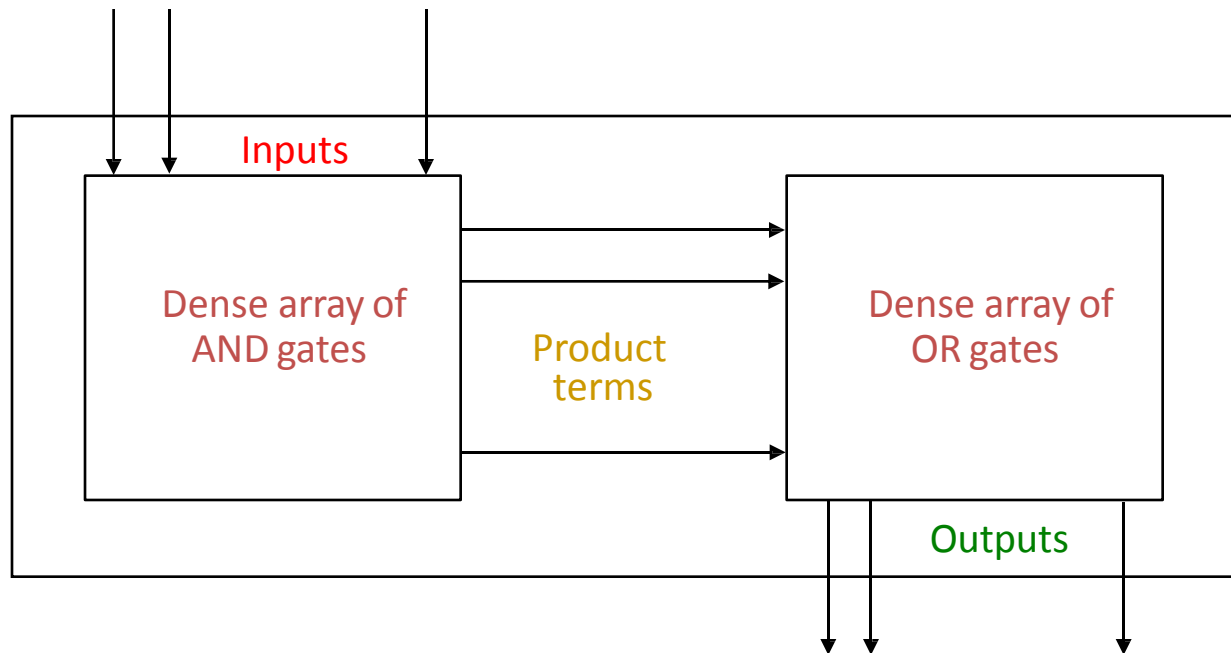 Inputs
Dense array of
AND gates
Product
terms
Dense array of
OR gates
Outputs